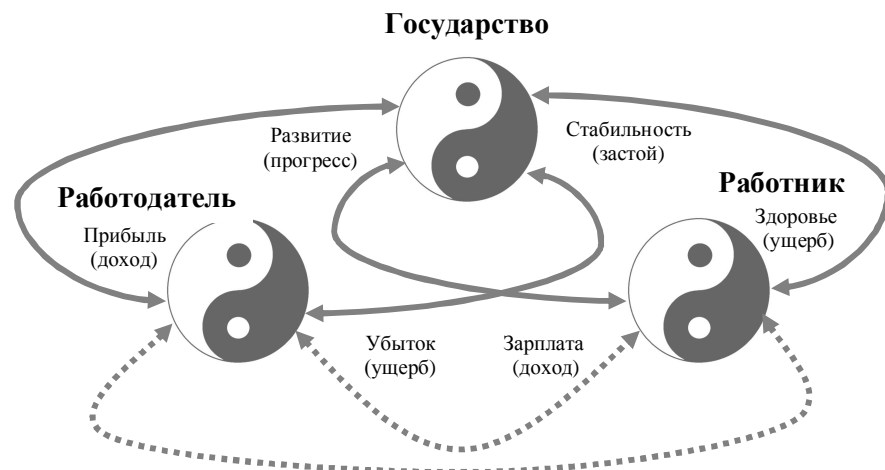 Государство
Развитие
(прогресс)
Стабильность
(застой)
Работодатель
Прибыль
(доход)
Работник
Здоровье
(ущерб)
Убыток
(ущерб)
Зарплата
(доход)